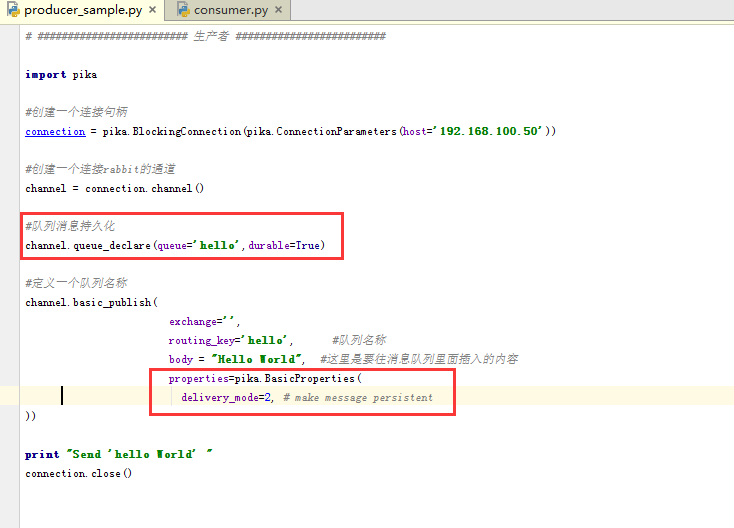 producer_sample.py × consumer.py ×
# ######################### 生产者 #########################
import pika
#创建一个连接句柄
connection = pika.BlockingConnection(pika.ConnectionParameters(host='192.168.100.50'))
#创建一个连接rabbit的通道
channel = connection.channel()
#队列消息持久化
channel.queue_declare(queue='hello',durable=True)
#定义一个队列名称
channel.basic_publish(
exchange='',
routing_key='hello', #队列名称
body = "Hello World", #这里是要往消息队列里面插入的内容
properties=pika.BasicProperties(
delivery_mode=2, # make message persistent
))
print "Send 'hello World' "
connection.close()